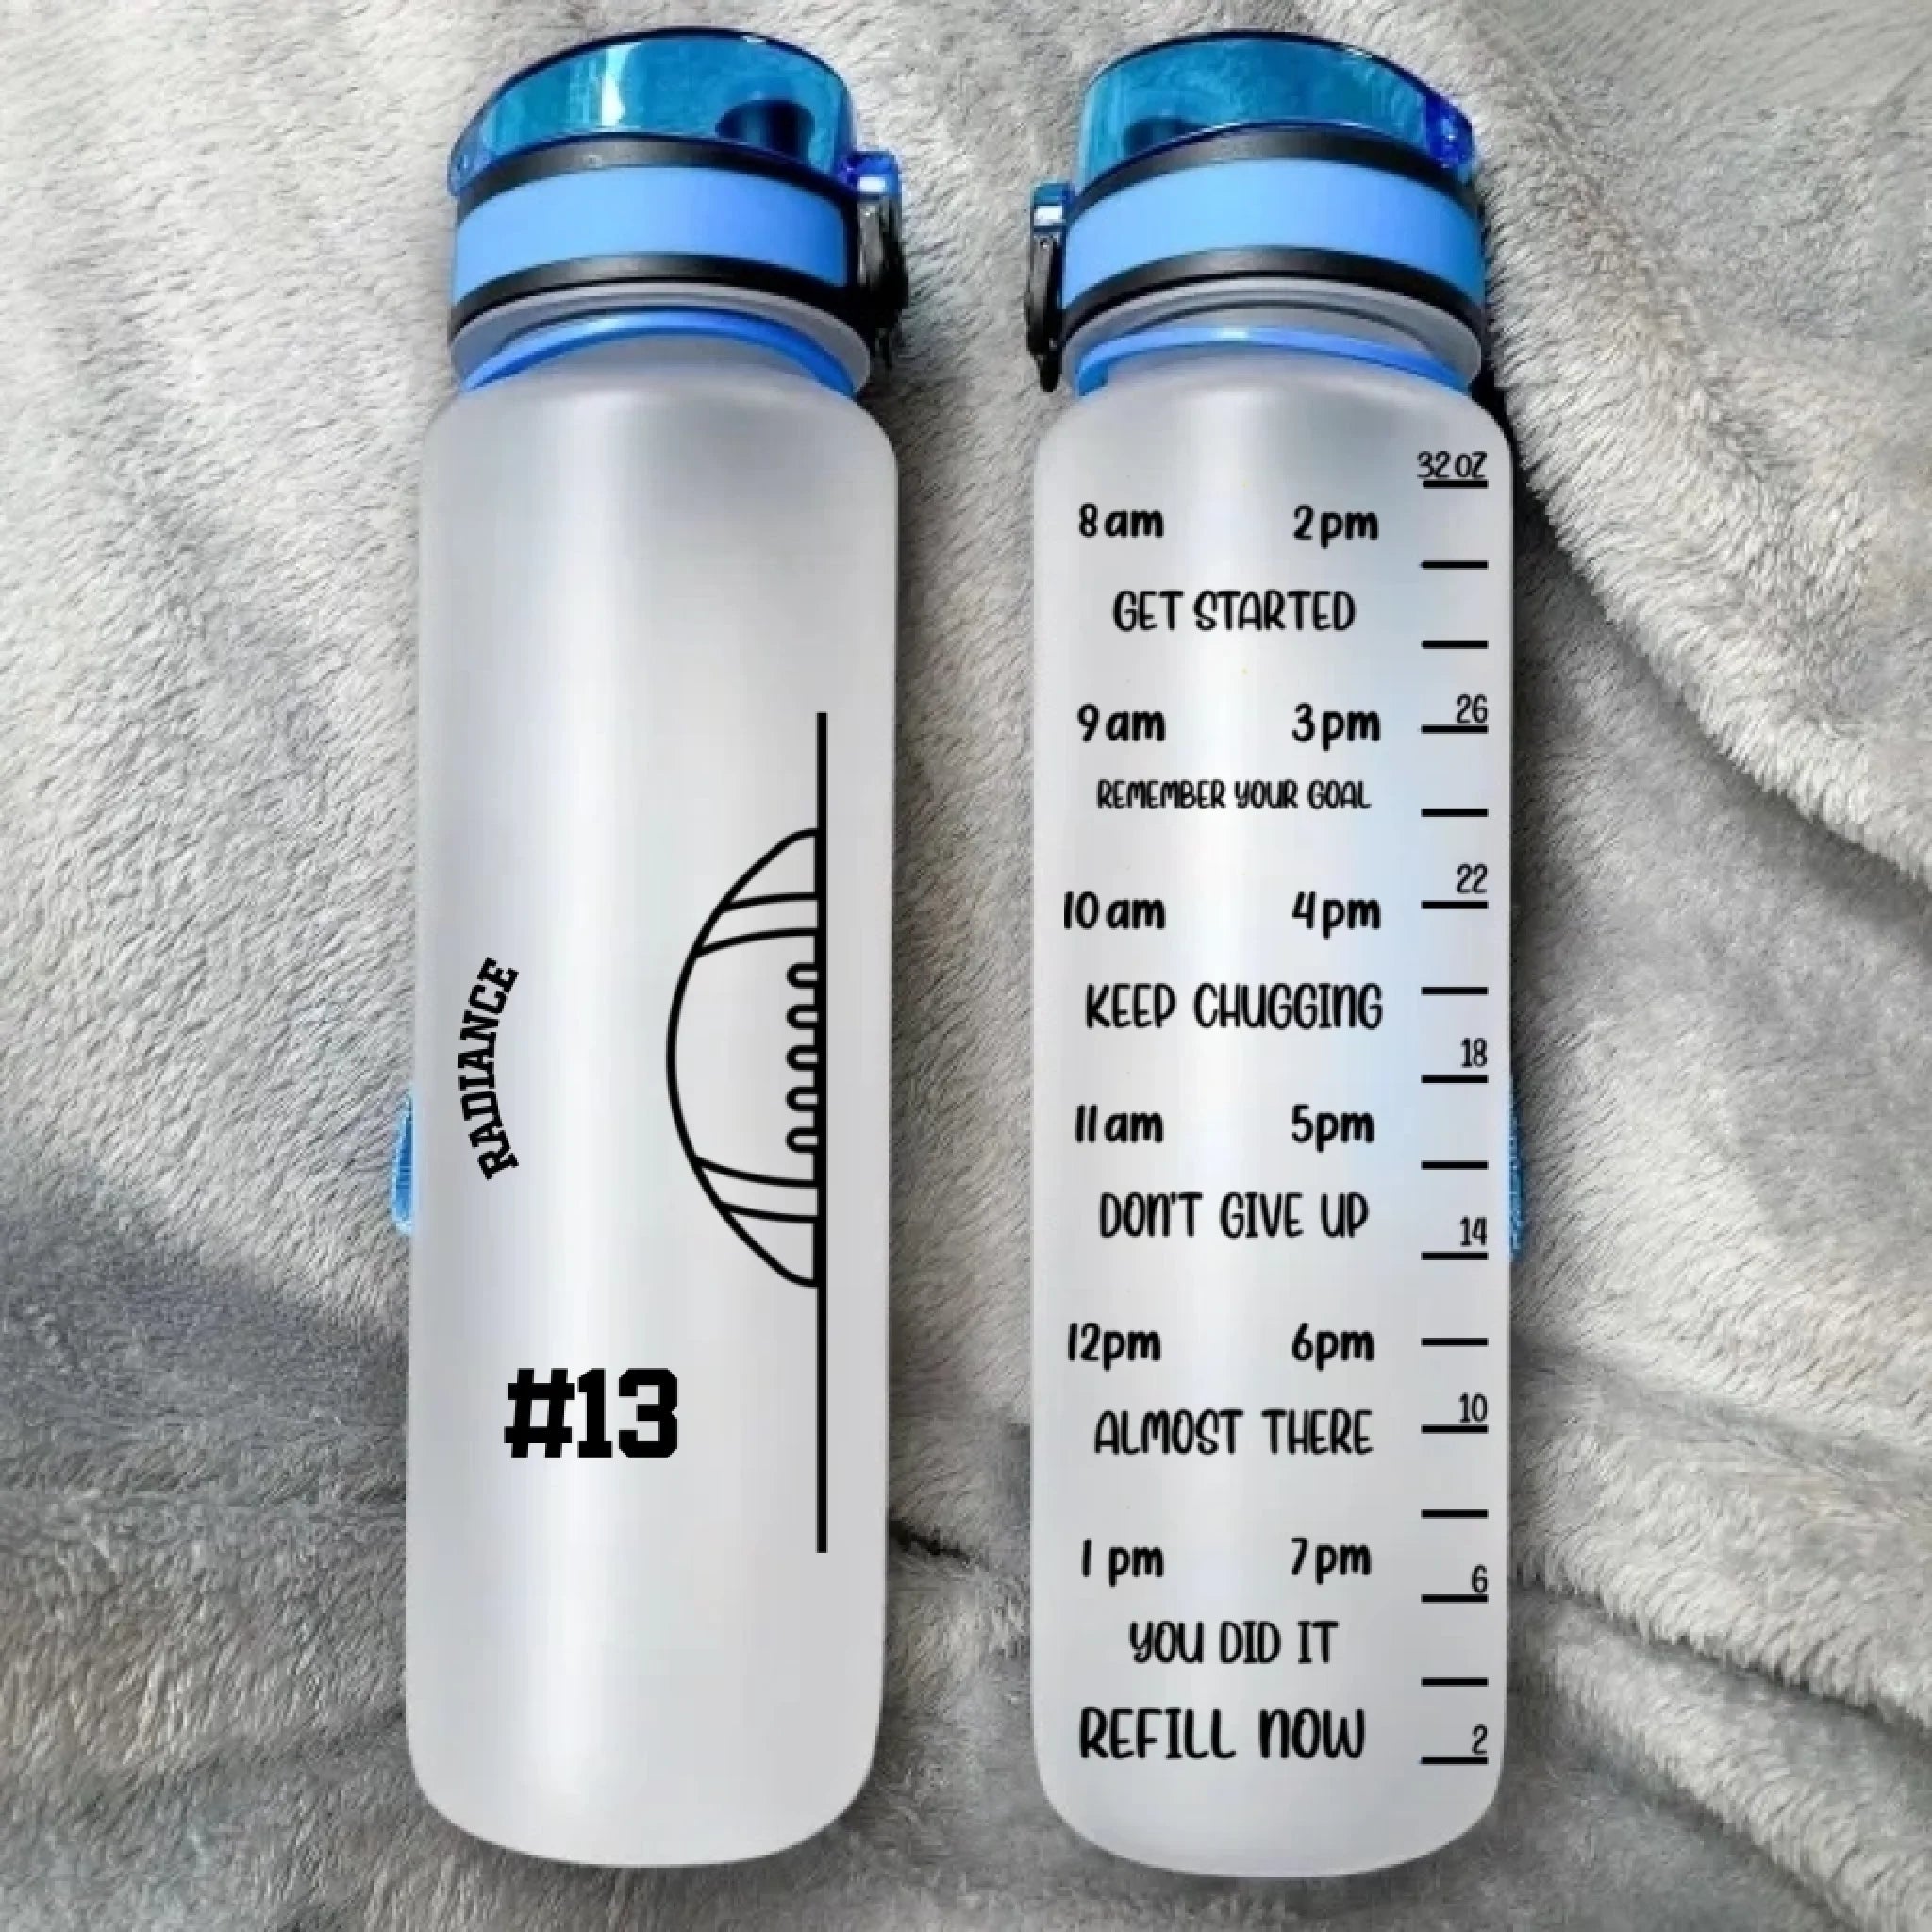 RADIANCE
#13
32 OZ
8 am 2 pm
GET STARTED
26
9 am 3 pm
REMEMBER YOUR GOAL
22
10 am 4 pm
KEEP CHUGGING
18
11 am 5pm
DON'T GIVE UP
14
12pm 6pm
ALMOST THERE
10
1 pm 7 pm
6
YOU DID IT
REFILL NOW
2